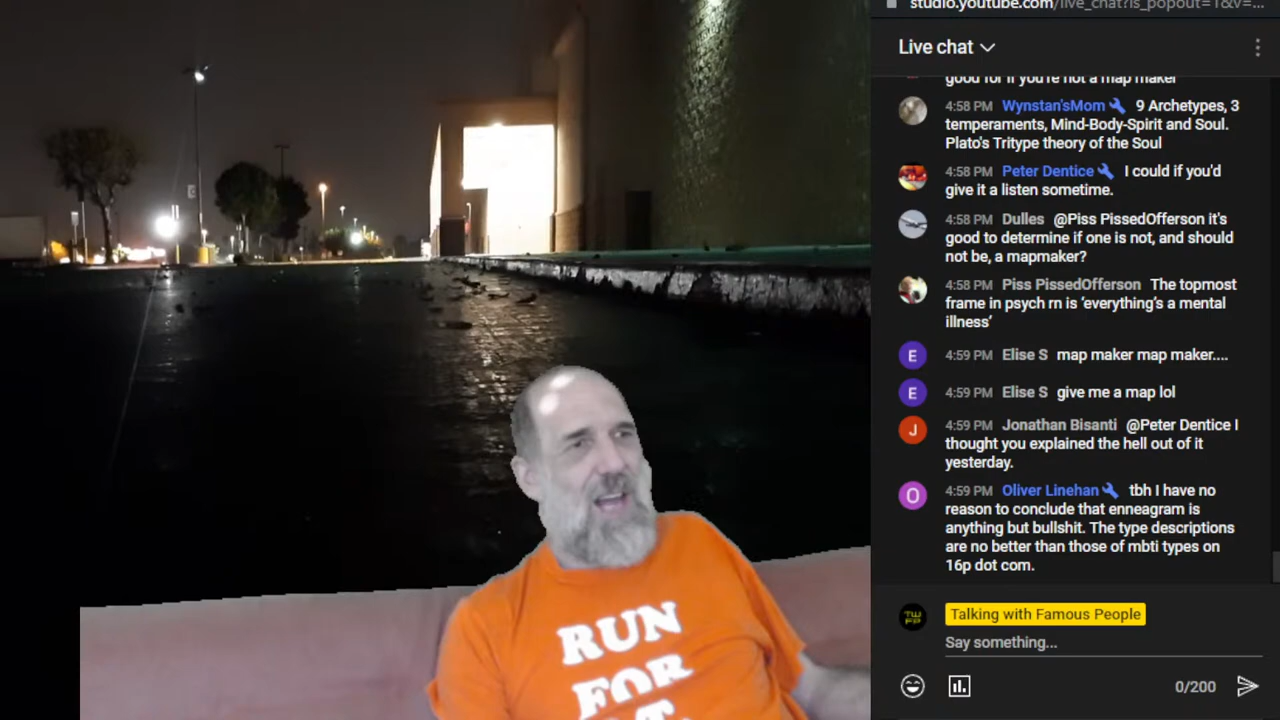 studio.youtube.com/live_chat?is_popout=1&v=...
Live chat
good for if you're not a map maker
4:58 PM Wynstan'sMom 9 Archetypes, 3
temperaments, Mind-Body-Spirit and Soul.
Plato's Tritype theory of the Soul
4:58 PM Peter Dentice I could if you'd
give it a listen sometime.
4:58 PM Dulles @Piss PissedOfferson it's
good to determine if one is not, and should
not be, a mapmaker?
4:58 PM Piss PissedOfferson The topmost
frame in psych rn is ‘everything's a mental
illness’
E 4:59 PM Elise S map maker map maker....
E 4:59 PM Elise S give me a map lol
J 4:59 PM Jonathan Bisanti @Peter Dentice I
thought you explained the hell out of it
yesterday.
O 4:59 PM Oliver Linehan tbh I have no
reason to conclude that enneagram is
anything but bullshit. The type descriptions
are no better than those of mbti types on
16p dot com.
TW
FP
Talking with Famous People
Say something...
0/200
RUN
FOR